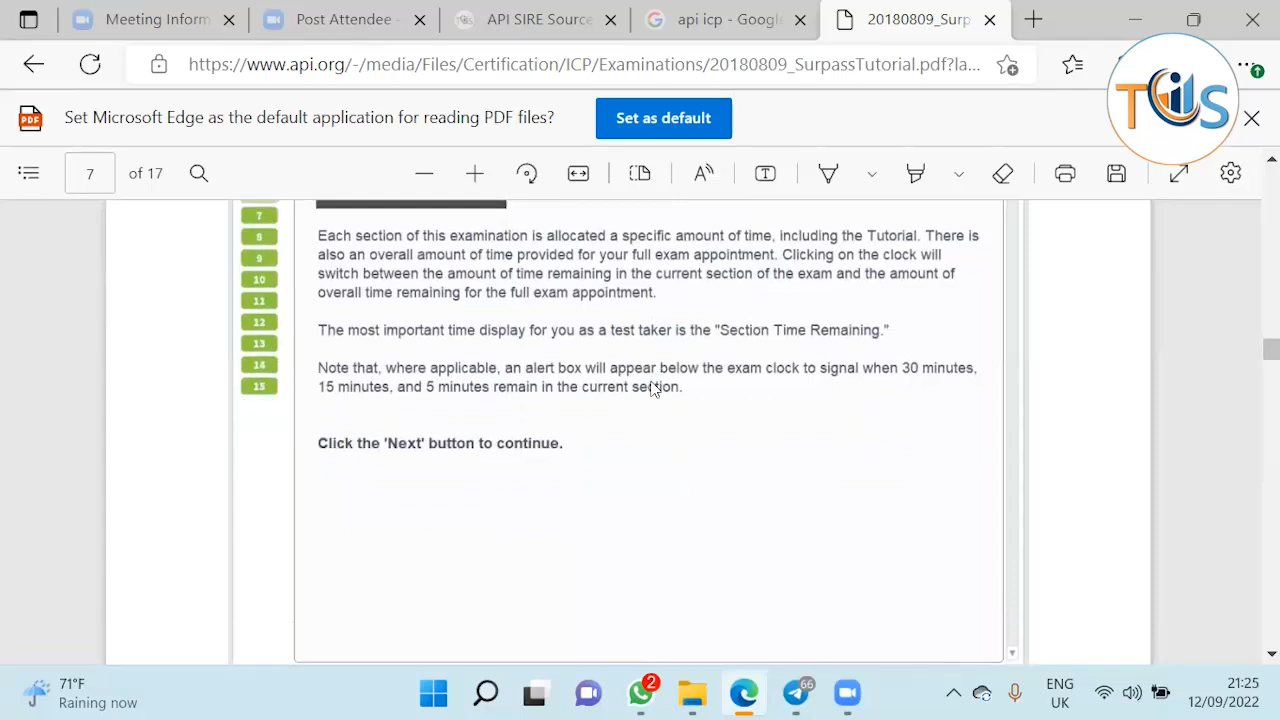 Meeting Inform
Post Attendee -
API SIRE Source
api icp - Google
20180809_Surp
https://www.api.org/-/media/Files/Certification/ICP/Examinations/20180809_SurpassTutorial.pdf?la...
TCILS
PDF
Set Microsoft Edge as the default application for reading PDF files?
Set as default
7
of 17
7
8
9
10
11
12
13
14
15
Each section of this examination is allocated a specific amount of time, including the Tutorial. There is
also an overall amount of time provided for your full exam appointment. Clicking on the clock will
switch between the amount of time remaining in the current section of the exam and the amount of
overall time remaining for the full exam appointment.
The most important time display for you as a test taker is the "Section Time Remaining."
Note that, where applicable, an alert box will appear below the exam clock to signal when 30 minutes,
15 minutes, and 5 minutes remain in the current section.
Click the 'Next' button to continue.
71°F
Raining now
2
66
ENG
UK
21:25
12/09/2022